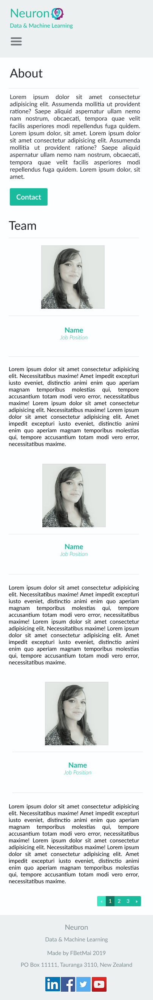 Neuron
Data & Machine Learning
About
Lorem ipsum dolor sit amet consectetur
adipisicing elit. Assumenda mollitia ut provident
ratione? Saepe aliquid aspernatur ullam nemo
nam nostrum, obcaecati, tempora quae velit
facilis asperiores modi repellendus fuga quidem.
Lorem ipsum dolor, sit amet. Lorem ipsum dolor
sit amet consectetur adipisicing elit. Assumenda
mollitia ut provident ratione? Saepe aliquid
aspernatur ullam nemo nam nostrum, obcaecati,
tempora quae velit facilis asperiores modi
repellendus fuga quidem. Lorem ipsum dolor, sit
amet.
Contact
Team
Name
Job Position
Lorem ipsum dolor sit amet consectetur adipisicing
elit. Necessitatibus maxime! Amet impedit excepturi
iusto eveniet, distinctio animi enim quo aperiam
magnam temporibus molestias qui, tempore
accusantium totam modi vero error, necessitatibus
maxime! Lorem ipsum dolor sit amet consectetur
adipisicing elit. Necessitatibus maxime! Lorem ipsum
dolor sit amet consectetur adipisicing elit. Amet
impedit excepturi iusto eveniet, distinctio animi
enim quo aperiam magnam temporibus molestias
qui, tempore accusantium totam modi vero error,
necessitatibus maxime.
Name
Job Position
Lorem ipsum dolor sit amet consectetur adipisicing
elit. Necessitatibus maxime! Amet impedit excepturi
iusto eveniet, distinctio animi enim quo aperiam
magnam temporibus molestias qui, tempore
accusantium totam modi vero error, necessitatibus
maxime! Lorem ipsum dolor sit amet consectetur
adipisicing elit. Necessitatibus maxime! Lorem ipsum
dolor sit amet consectetur adipisicing elit. Amet
impedit excepturi iusto eveniet, distinctio animi
enim quo aperiam magnam temporibus molestias
qui, tempore accusantium totam modi vero error,
necessitatibus maxime.
Name
Job Position
Lorem ipsum dolor sit amet consectetur adipisicing
elit. Necessitatibus maxime! Amet impedit excepturi
iusto eveniet, distinctio animi enim quo aperiam
magnam temporibus molestias qui, tempore
accusantium totam modi vero error, necessitatibus
maxime! Lorem ipsum dolor sit amet consectetur
adipisicing elit. Necessitatibus maxime! Lorem ipsum
dolor sit amet consectetur adipisicing elit. Amet
impedit excepturi iusto eveniet, distinctio animi
enim quo aperiam magnam temporibus molestias
qui, tempore accusantium totam modi vero error,
necessitatibus maxime.
« 1 2 3 »
Neuron
Data & Machine Learning
Made by FBetMai 2019
PO Box 11111, Tauranga 3110, New Zealand
in f